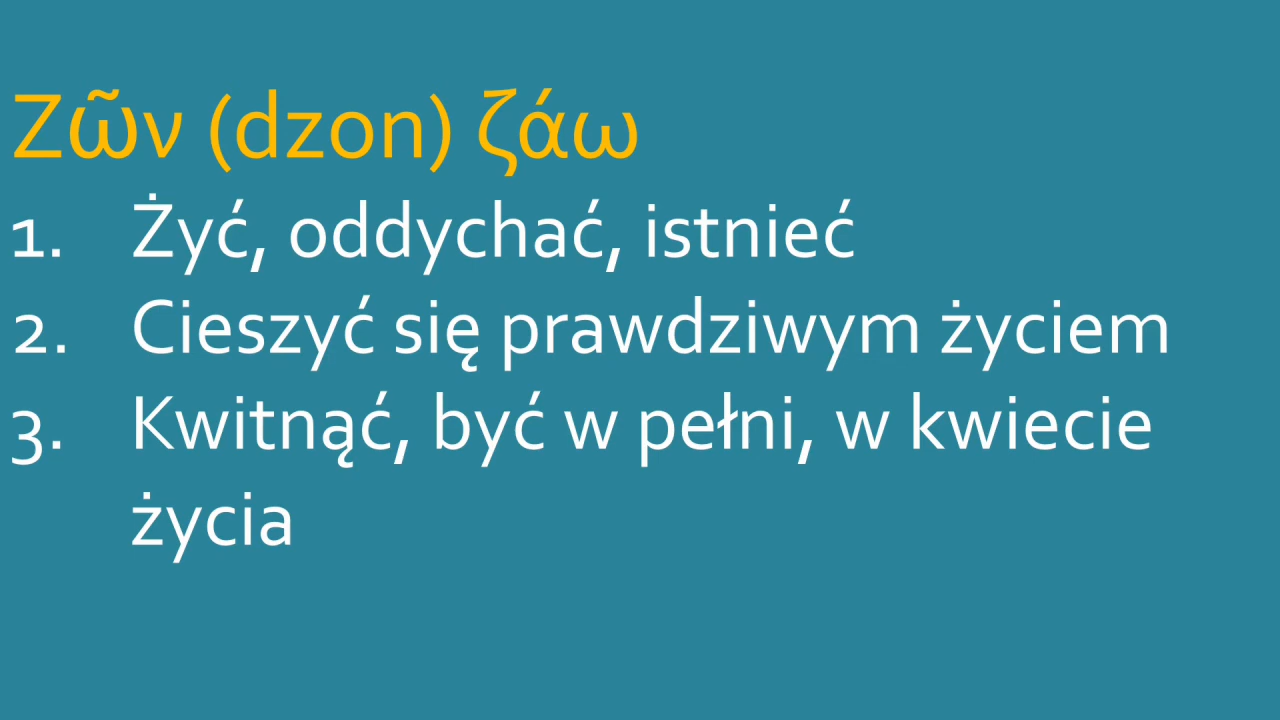 Ζῶν (dzon) ζάω
1. Żyć, oddychać, istnieć
2. Cieszyć się prawdziwym życiem
3. Kwitnąć, być w pełni, w kwiecie
życia